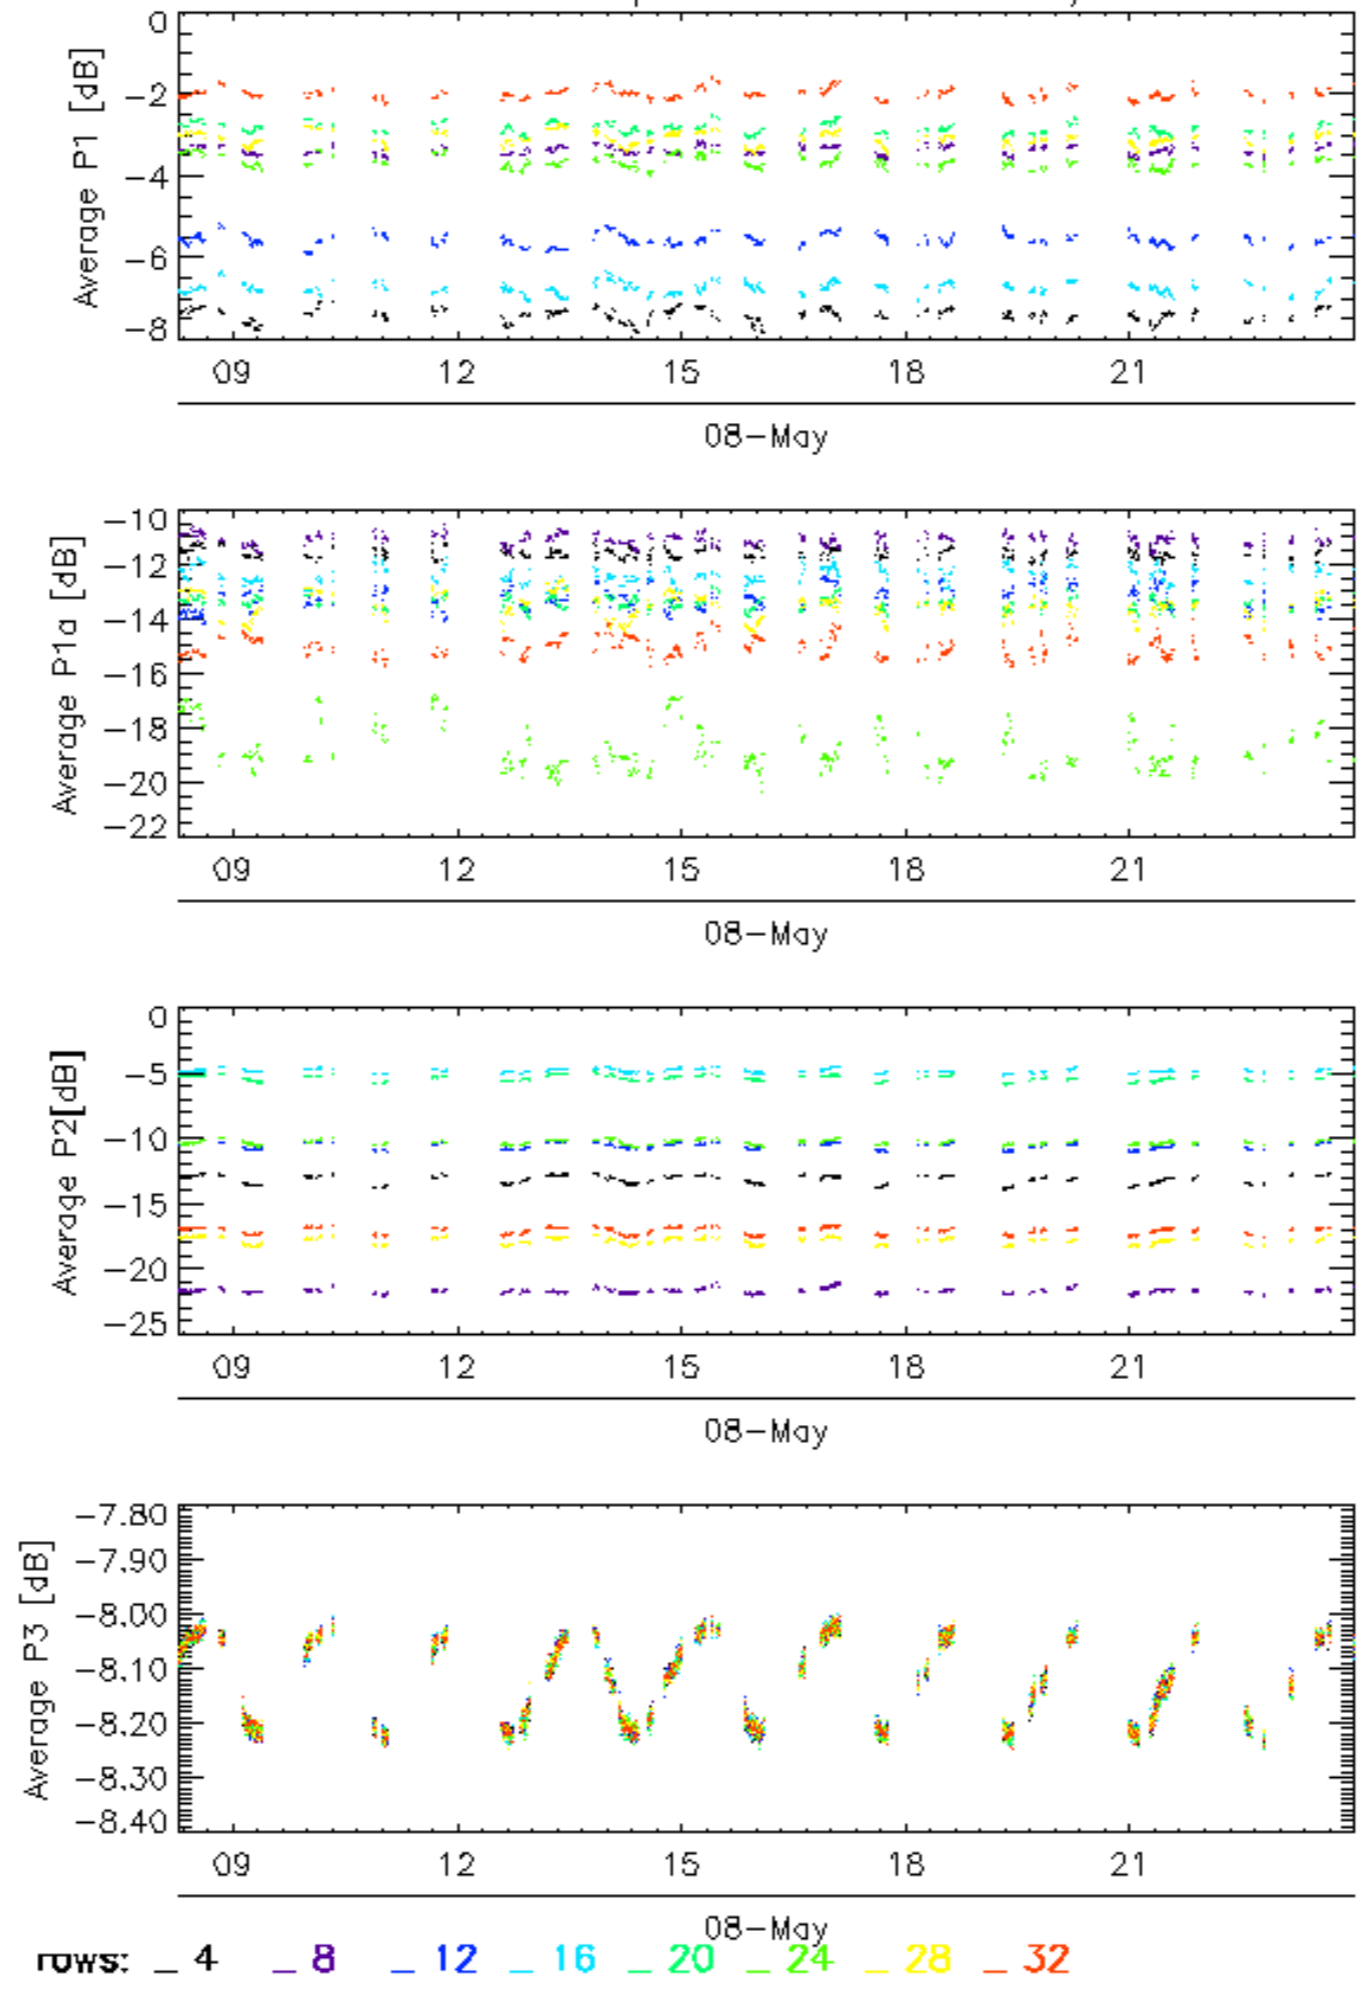 0
-2
-4
-6
-8
Average P1 [dB]
09 12 15 18 21
08-May
-10
-12
-14
-16
-18
-20
-22
Average P1a [dB]
09 12 15 18 21
08-May
0
-5
-10
-15
-20
-25
Average P2[dB]
09 12 15 18 21
08-May
-7.80
-7.90
-8.00
-8.10
-8.20
-8.30
-8.40
Average P3 [dB]
09 12 15 18 21
08-May
rows: _ 4 _ 8 _ 12 _ 16 _ 20 _ 24 _ 28 _ 32